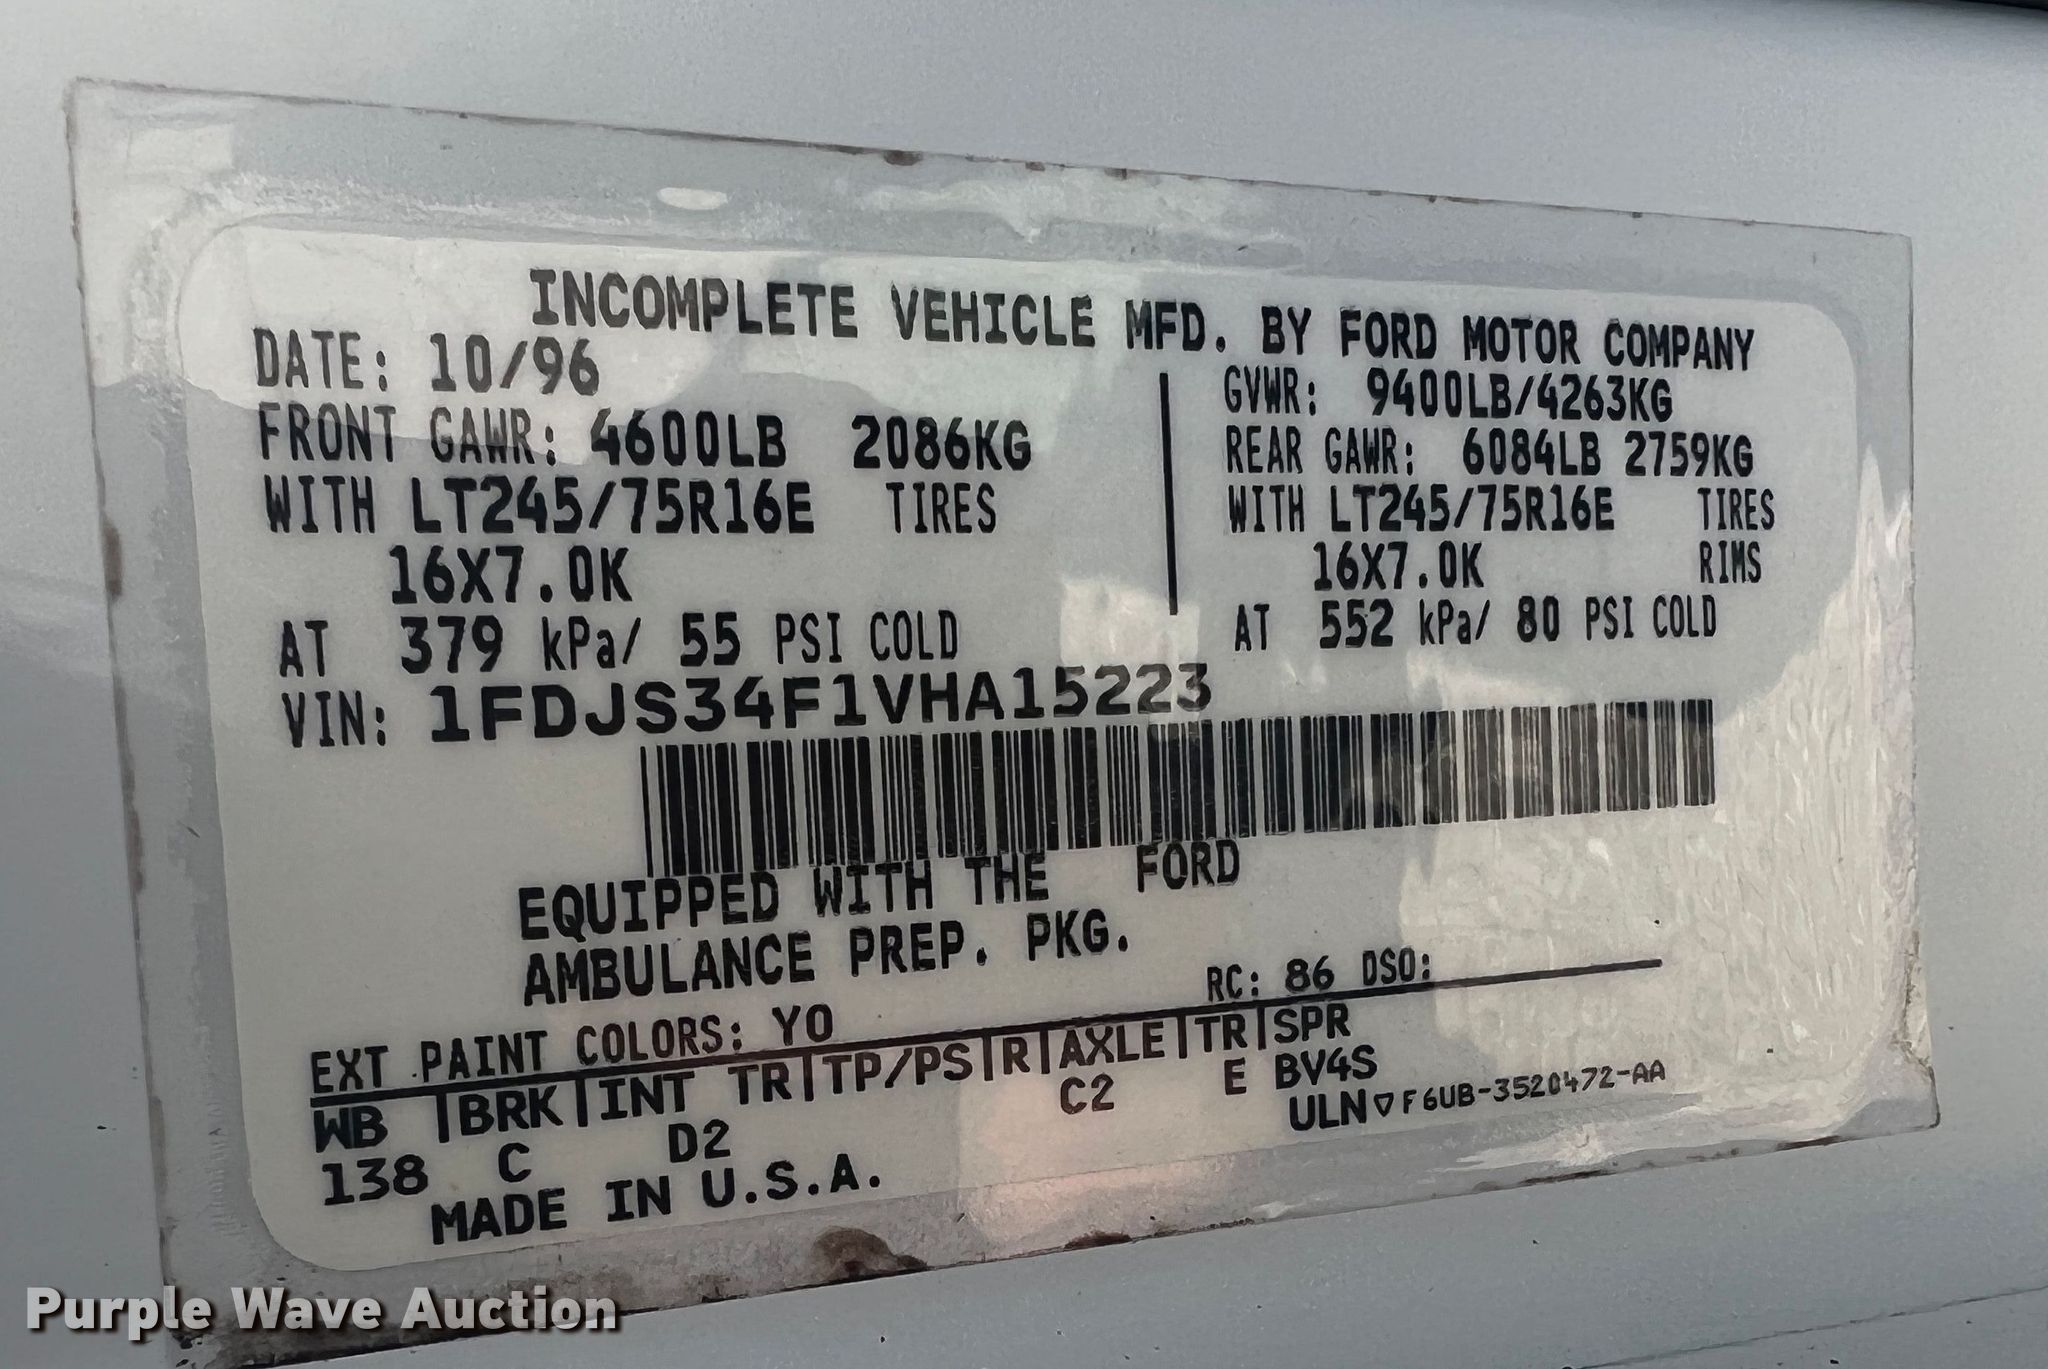 INCOMPLETE VEHICLE MFD. BY FORD MOTOR COMPANY
DATE: 10/96
GVWR: 9400LB/4263KG
FRONT GAWR: 4600LB 2086KG
REAR GAWR: 6084LB 2759KG
WITH LT245/75R16E TIRES
WITH LT245/75R16E TIRES
16X7.0K
16X7.0K RIMS
AT 379 kPa/ 55 PSI COLD
AT 552 kPa/ 80 PSI COLD
VIN: 1FDJS34F1VHA15223
EQUIPPED WITH THE FORD
AMBULANCE PREP. PKG.
RC: 86 DSO:
EXT PAINT COLORS: YO
WB |BRK|INT TR|TP/PS|R|AXLE|TR|SPR
138 C D2 C2 E BV4S
MADE IN U.S.A.
ULN ▽ F6UB-3520472-AA
Purple Wave Auction